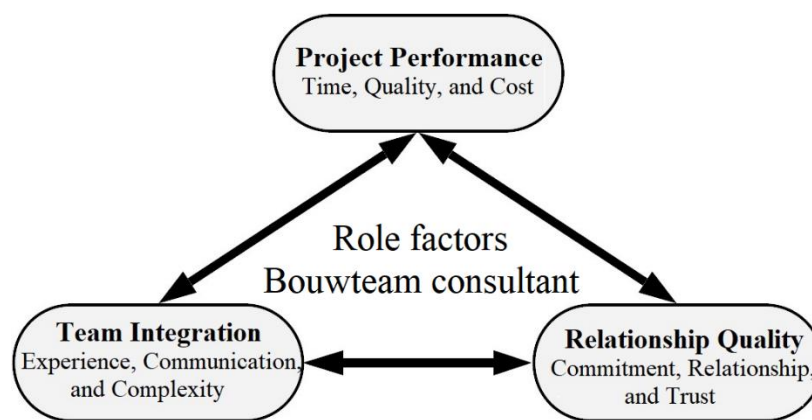 Project Performance
Time, Quality, and Cost
Role factors
Bouwteam consultant
Team Integration
Experience, Communication,
and Complexity
Relationship Quality
Commitment, Relationship,
and Trust